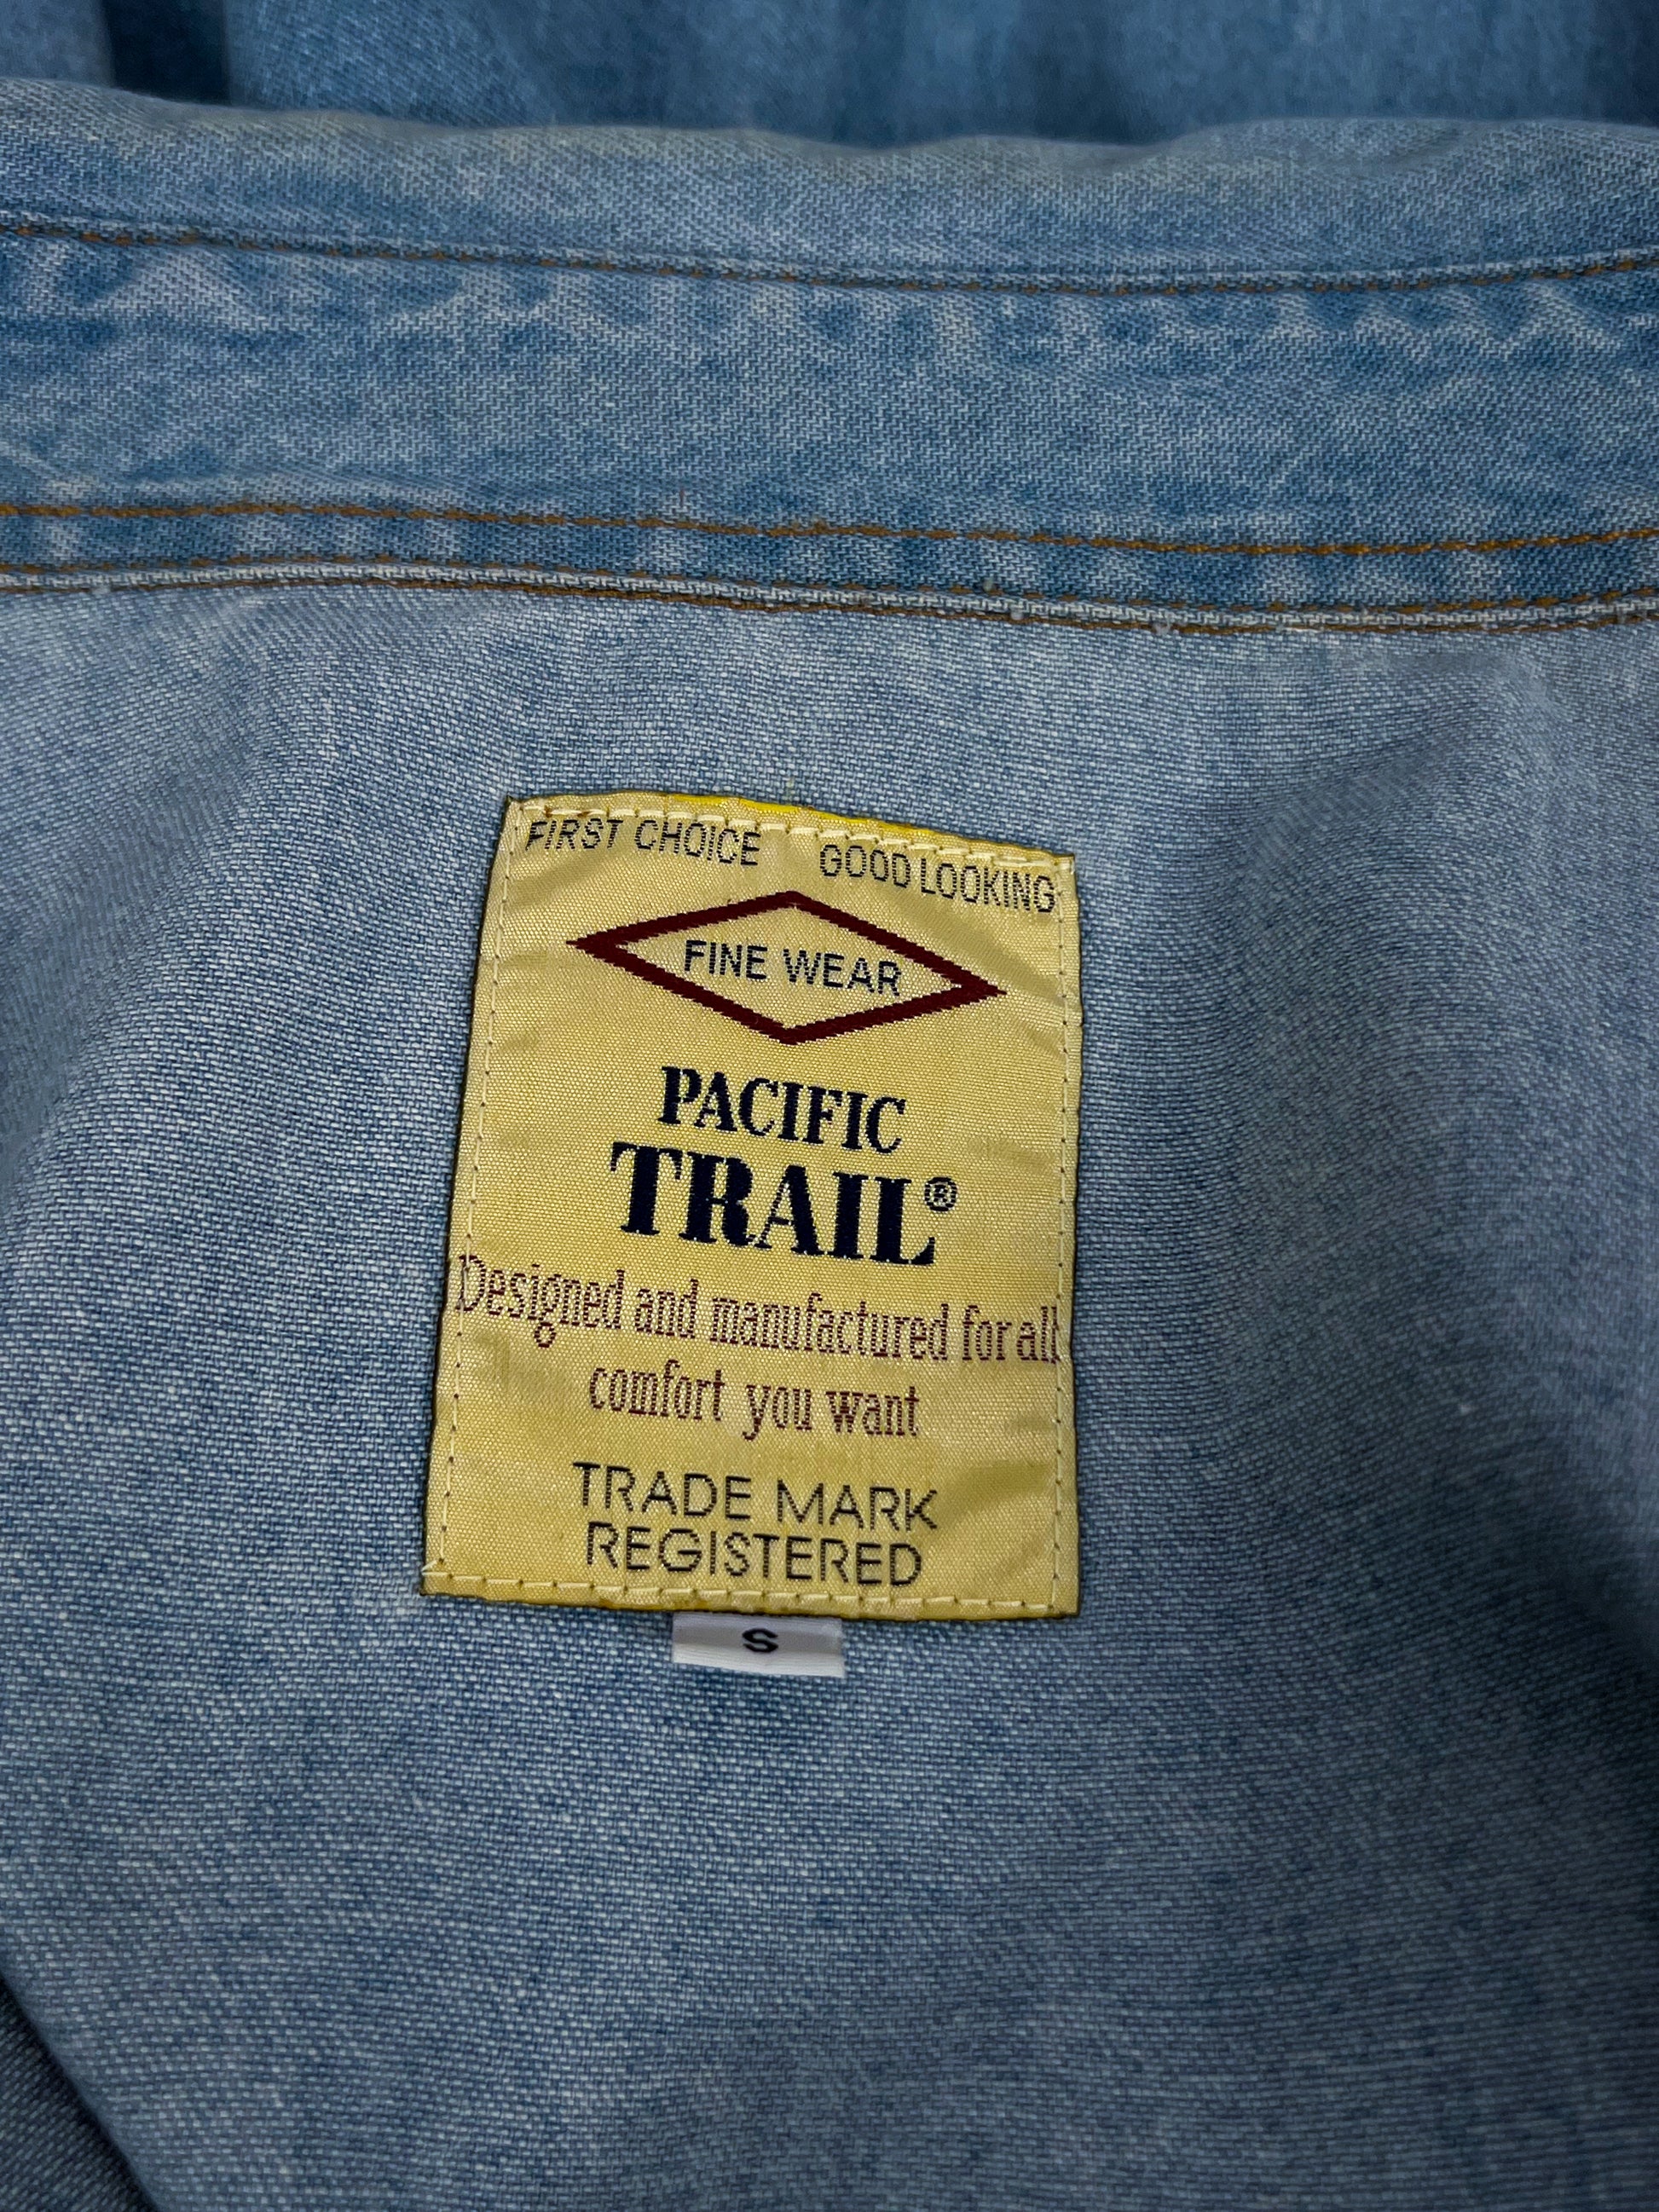 FIRST CHOICE GOOD LOOKING
FINE WEAR
PACIFIC
TRAIL®
Designed and manufactured for all
comfort you want
TRADE MARK
REGISTERED
S